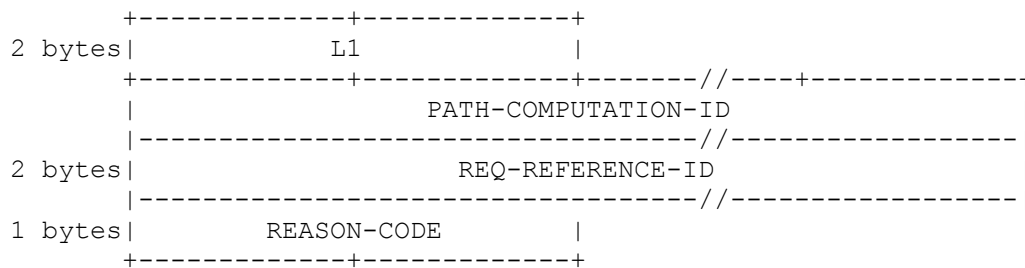 2 bytes| L1 |
| PATH-COMPUTATION-ID
2 bytes| REQ-REFERENCE-ID
1 bytes| REASON-CODE |